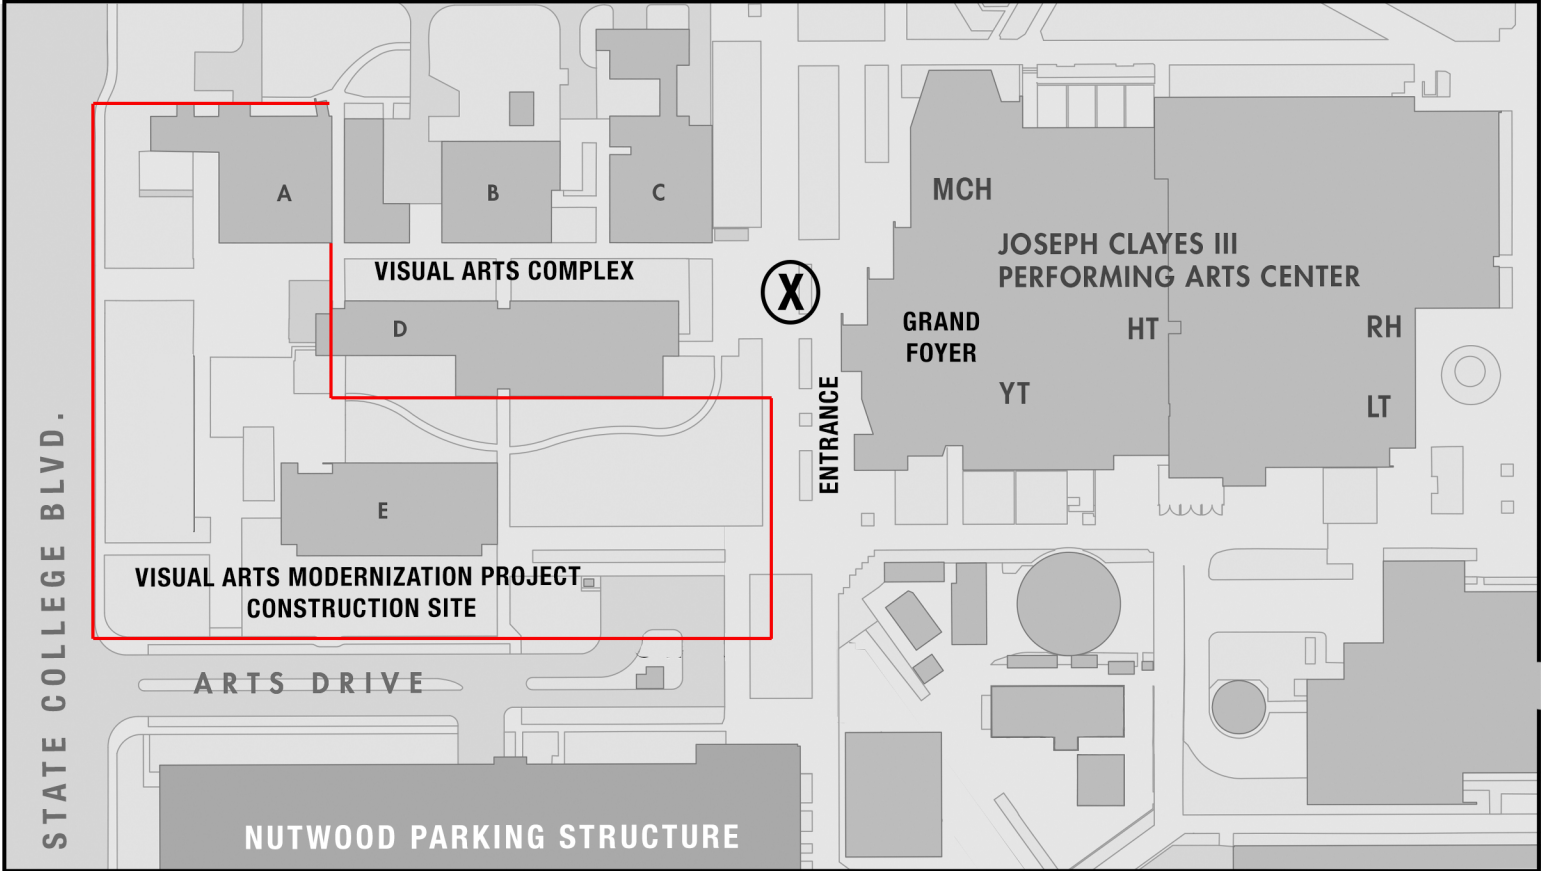 A
B
C
MCH
JOSEPH CLAYES III
PERFORMING ARTS CENTER
VISUAL ARTS COMPLEX
X
D
GRAND
FOYER
HT
RH
YT
LT
ENTRANCE
E
VISUAL ARTS MODERNIZATION PROJECT
CONSTRUCTION SITE
STATE COLLEGE BLVD.
ARTS DRIVE
NUTWOOD PARKING STRUCTURE